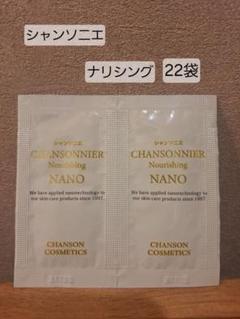 シャンソニエ
ナリシング 22袋
シャンソニエ
CHANSONNIER
Nourishing
NANO
We have applied nanotechnology to
our skin-care products since 1987.
CHANSON
COSMETICS
シャンソニエ
CHANSONNIER
Nourishing
NANO
We have applied nanotechnology to
our skin-care products since 1987.
CHANSON
COSMETICS